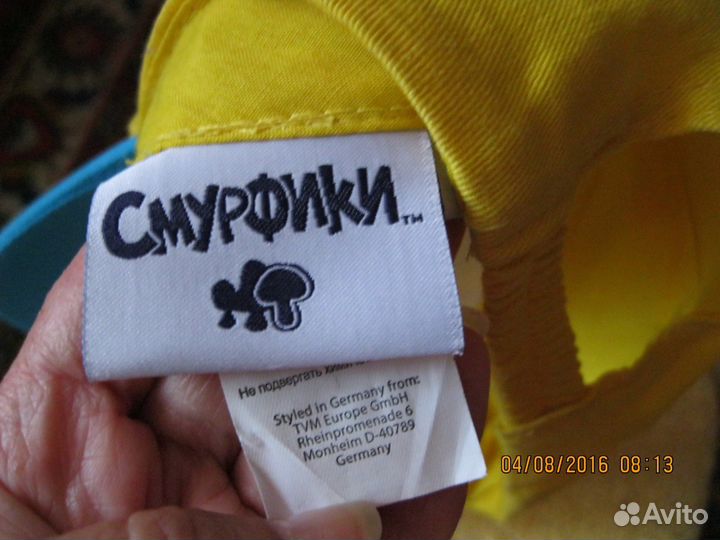 СМУРФИКИ™
Не подвергать
Styled in Germany from:
TVM Europe GmbH
Rheinpromenade 6
Monheim D-40789
Germany
04/08/2016 08:13
Avito